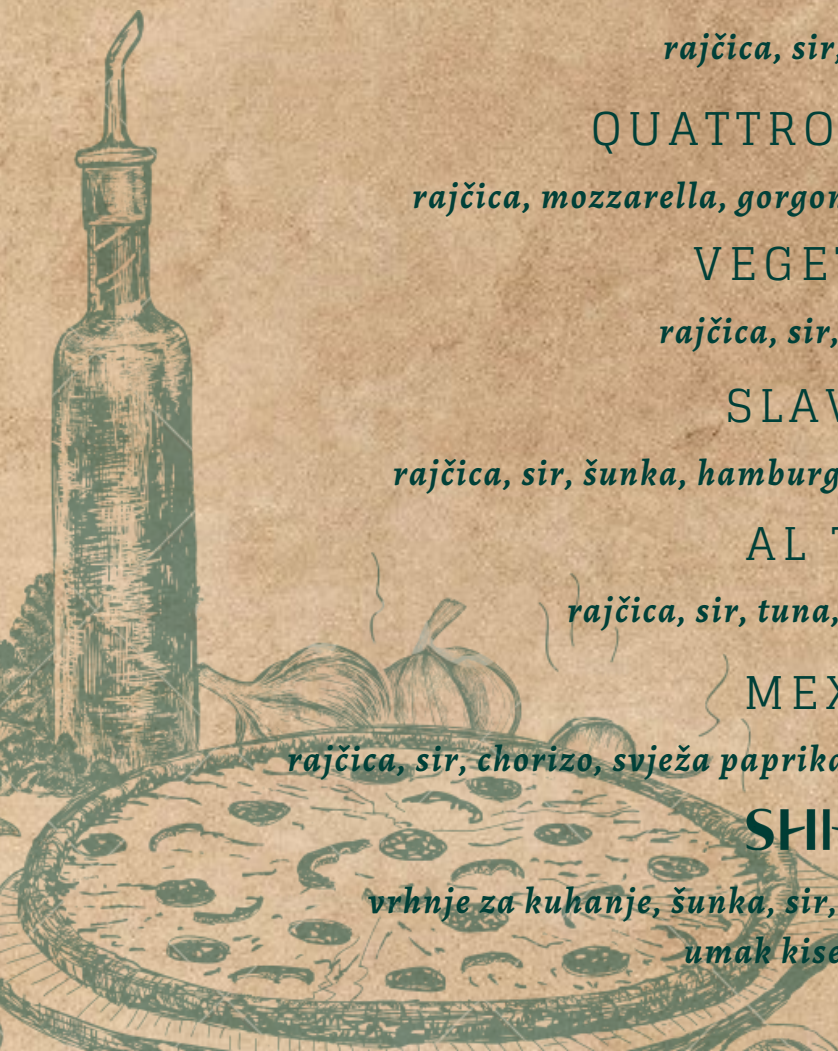 rajčica, sir,
QUATTRO
rajčica, mozzarella, gorgon
VEGET
rajčica, sir,
SLAV
rajčica, sir, šunka, hamburg
AL T
rajčica, sir, tuna,
MEX
rajčica, sir, chorizo, svježa paprika
SHH
vrhnje za kuhanje, šunka, sir,
umak kise